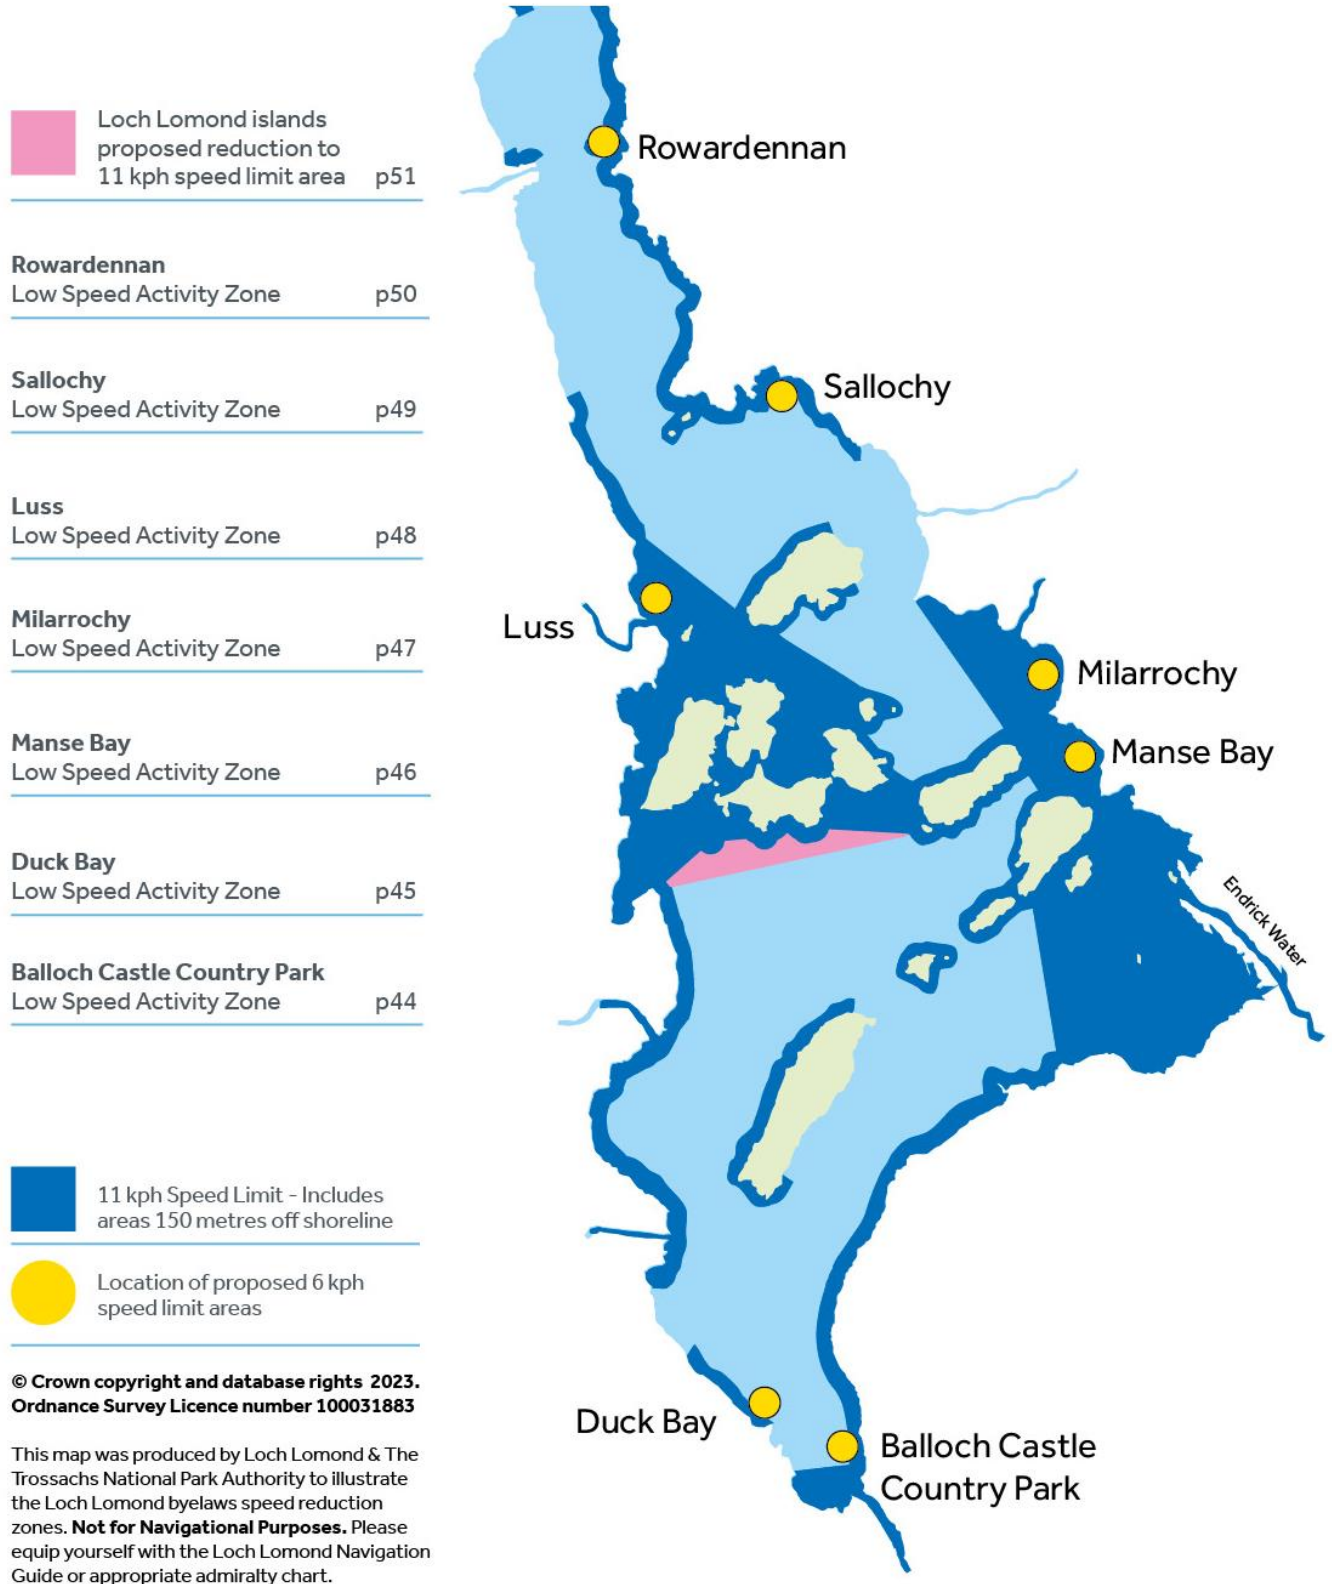 Loch Lomond islands
proposed reduction to
11 kph speed limit area p51
Rowardennan
Low Speed Activity Zone p50
Sallochy
Low Speed Activity Zone p49
Luss
Low Speed Activity Zone p48
Milarrochy
Low Speed Activity Zone p47
Manse Bay
Low Speed Activity Zone p46
Duck Bay
Low Speed Activity Zone p45
Balloch Castle Country Park
Low Speed Activity Zone p44
11 kph Speed Limit - Includes
areas 150 metres off shoreline
Location of proposed 6 kph
speed limit areas
© Crown copyright and database rights 2023.
Ordnance Survey Licence number 100031883
This map was produced by Loch Lomond & The
Trossachs National Park Authority to illustrate
the Loch Lomond byelaws speed reduction
zones. Not for Navigational Purposes. Please
equip yourself with the Loch Lomond Navigation
Guide or appropriate admiralty chart.
Rowardennan
Sallochy
Luss
Milarrochy
Manse Bay
Endrick Water
Duck Bay
Balloch Castle
Country Park